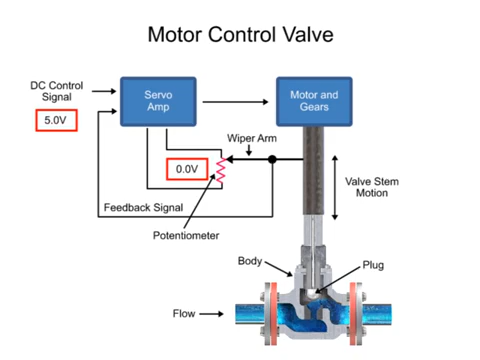 Motor Control Valve
DC Control
Signal
5.0V
Servo
Amp
Motor and
Gears
Wiper Arm
0.0V
Valve Stem
Motion
Feedback Signal
Potentiometer
Body
Plug
Flow